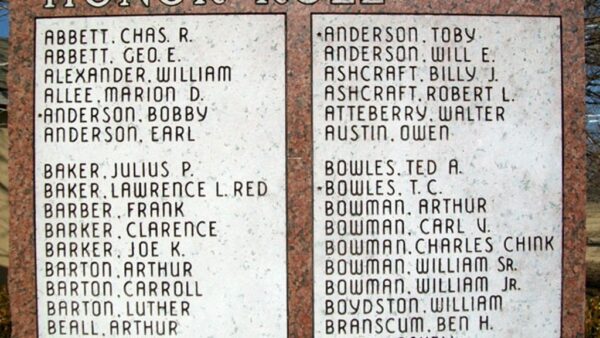 HONOR ROLL
ABBETT, CHAS. R.
ABBETT, GEO. E.
ALEXANDER, WILLIAM
ALLEE, MARION D.
·ANDERSON, BOBBY
ANDERSON, EARL
BAKER, JULIUS P.
BAKER, LAWRENCE L. RED
BARBER, FRANK
BARKER, CLARENCE
BARKER, JOE K.
BARTON, ARTHUR
BARTON, CARROLL
BARTON, LUTHER
BEALL, ARTHUR
·ANDERSON, TOBY
ANDERSON, WILL E.
ASHCRAFT, BILLY J.
ASHCRAFT, ROBERT L.
ATTEBERRY, WALTER
AUSTIN, OWEN
BOWLES, TED A.
·BOWLES, T. C.
BOWMAN, ARTHUR
BOWMAN, CARL V.
BOWMAN, CHARLES CHINK
BOWMAN, WILLIAM SR.
BOWMAN, WILLIAM JR.
BOYDSTON, WILLIAM
BRANSCUM, BEN H.